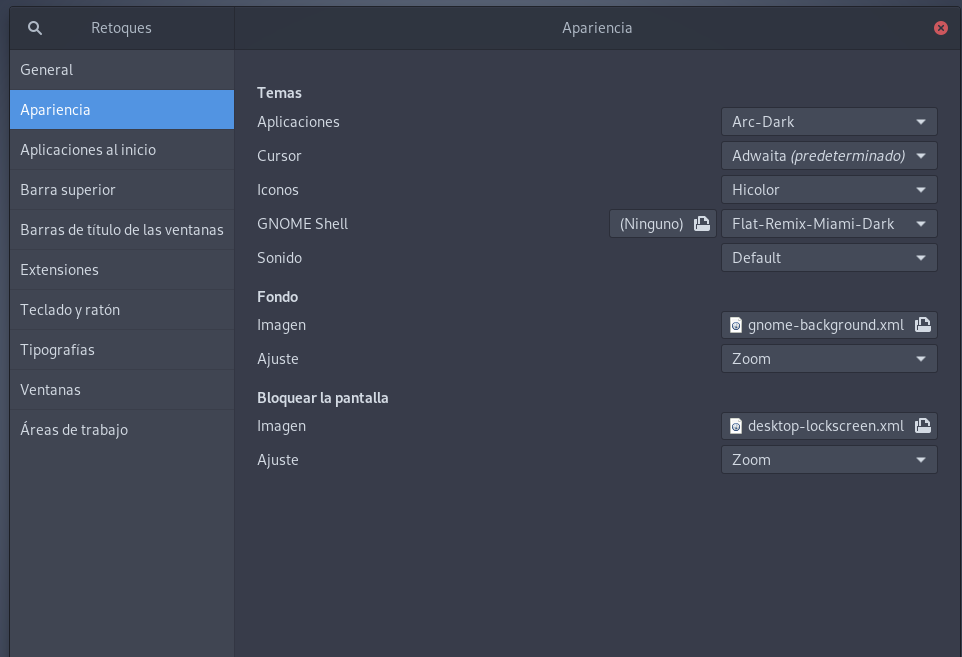 Retoques
Apariencia
General
Apariencia
Aplicaciones al inicio
Barra superior
Barras de título de las ventanas
Extensiones
Teclado y ratón
Tipografías
Ventanas
Áreas de trabajo
Temas
Aplicaciones Arc-Dark
Cursor Adwaita (predeterminado)
Iconos Hicolor
GNOME Shell (Ninguno) Flat-Remix-Miami-Dark
Sonido Default
Fondo
Imagen gnome-background.xml
Ajuste Zoom
Bloquear la pantalla
Imagen desktop-lockscreen.xml
Ajuste Zoom